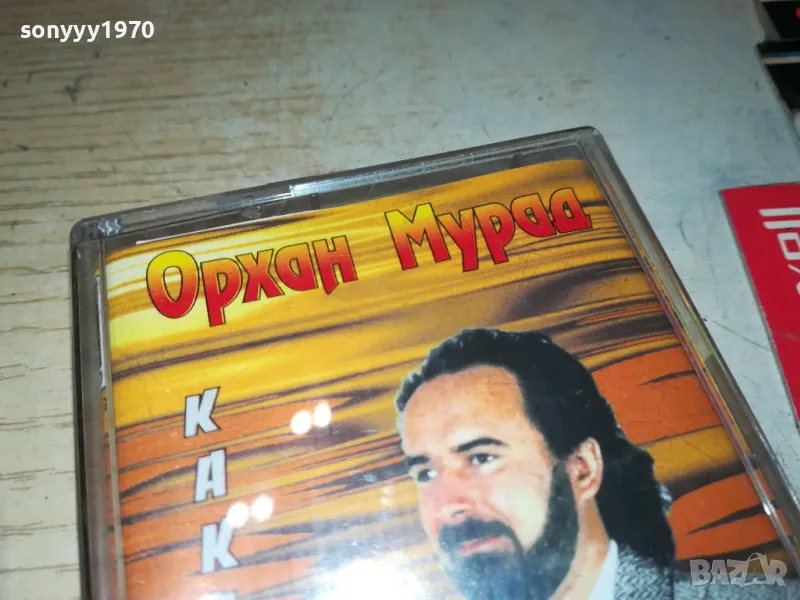 sonyyy1970
Орхан Мурад
КАК
BAZAR